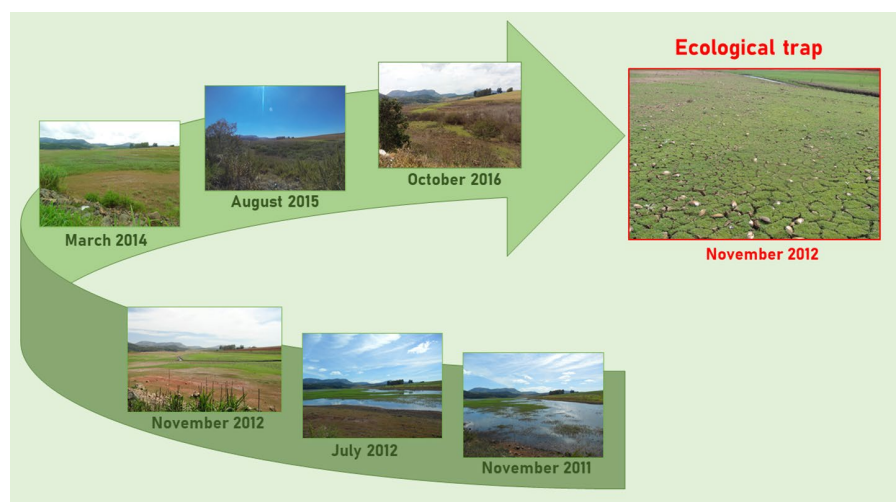 Ecological trap
November 2012
October 2016
August 2015
March 2014
November 2012
July 2012
November 2011